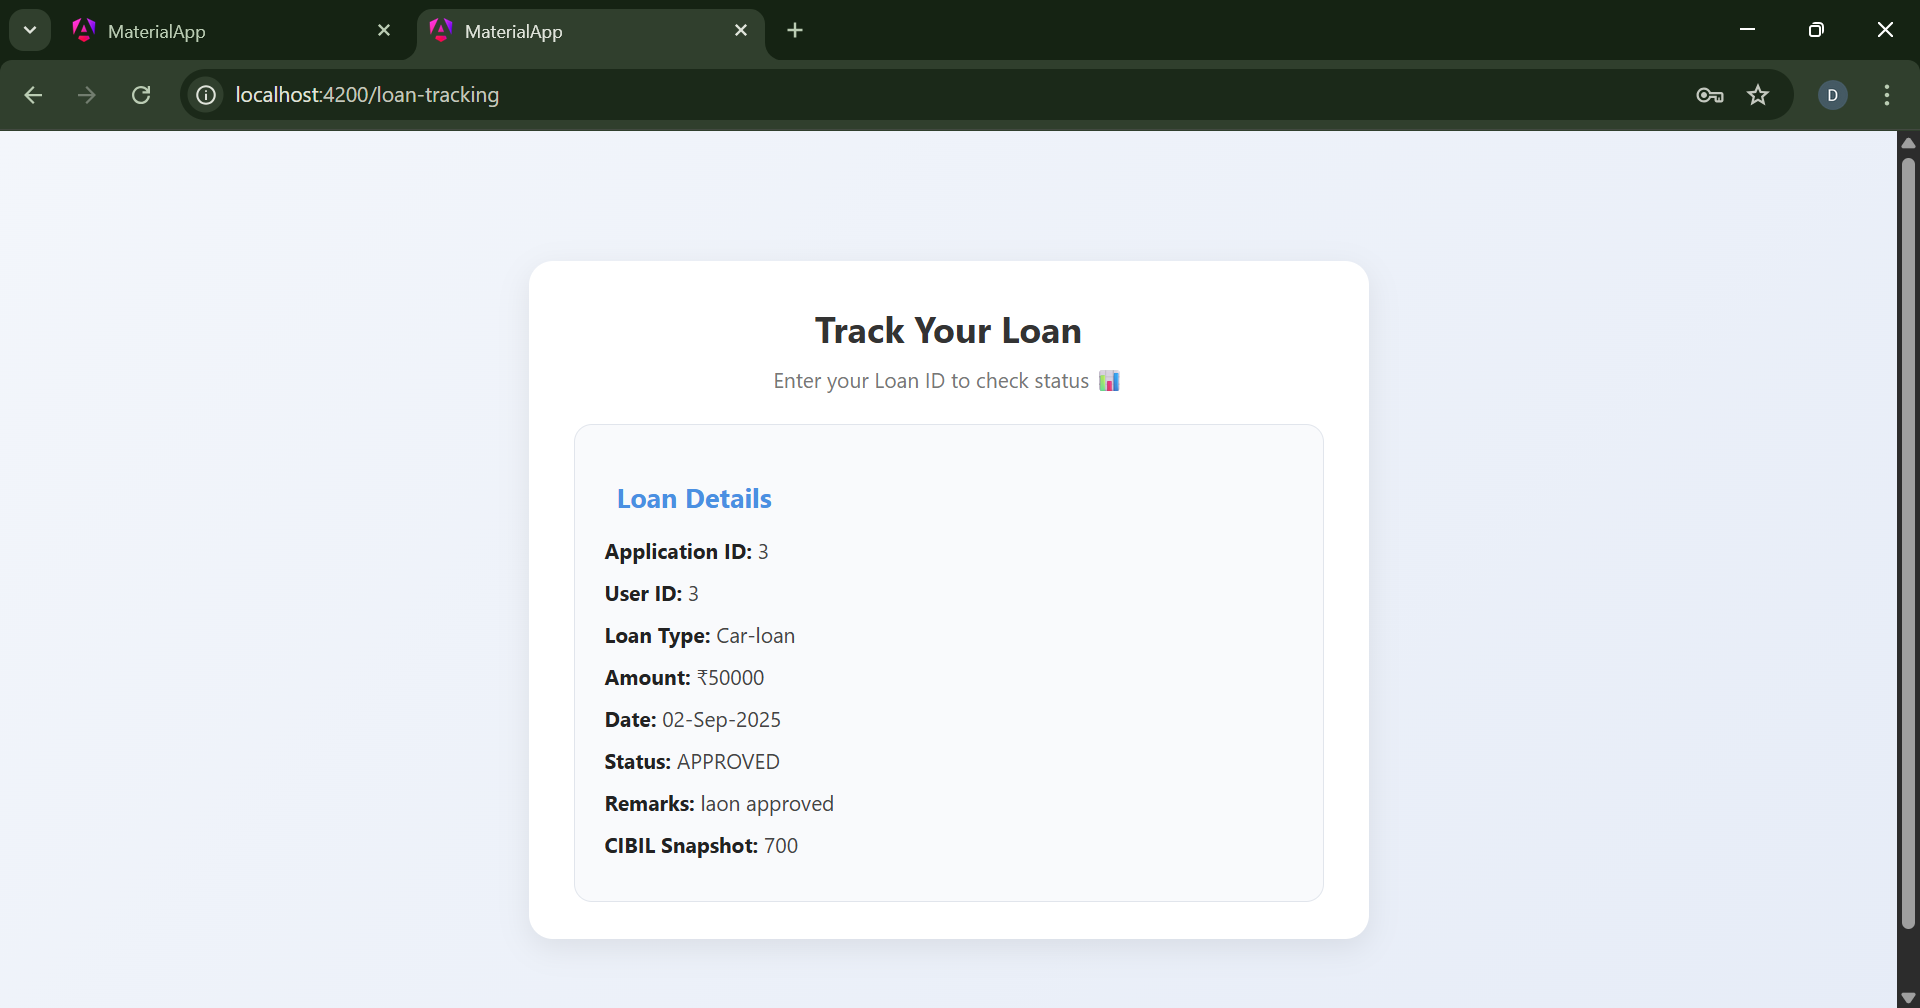 MaterialApp
MaterialApp
localhost:4200/loan-tracking
D
Track Your Loan
Enter your Loan ID to check status 📊
Loan Details
Application ID: 3
User ID: 3
Loan Type: Car-loan
Amount: ₹50000
Date: 02-Sep-2025
Status: APPROVED
Remarks: laon approved
CIBIL Snapshot: 700